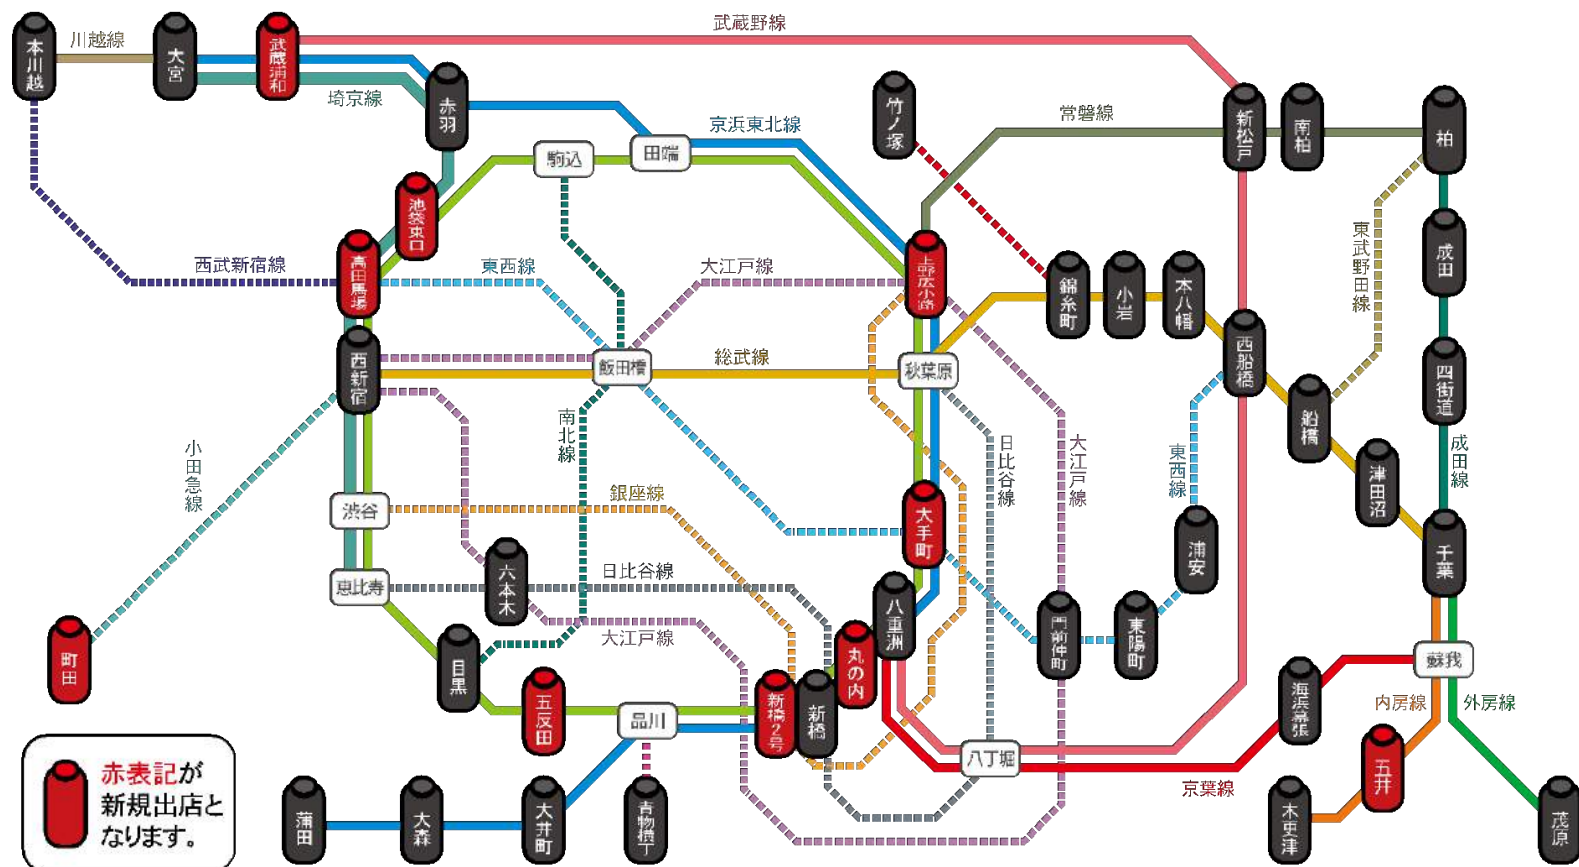 武蔵野線
本川越
川越線
大宮
武蔵浦和
埼京線
赤羽
京浜東北線
竹ノ塚
常磐線
新松戸
南柏
柏
駒込
田端
池袋東口
高田馬場
西武新宿線
東西線
大江戸線
上野広小路
錦糸町
小岩
本八幡
東武野田線
成田
西新宿
飯田橋
総武線
秋葉原
西船橋
船橋
四街道
小田急線
南北線
日比谷線
大江戸線
東西線
津田沼
成田線
渋谷
銀座線
大手町
浦安
千葉
恵比寿
六本木
日比谷線
大江戸線
八重洲
門前仲町
東陽町
町田
目黒
五反田
品川
新橋2号
新橋
丸の内
八丁堀
海浜幕張
蘇我
内房線
外房線
京葉線
五井
木更津
茂原
蒲田
大森
大井町
青物横丁
赤表記が
新規出店と
なります。